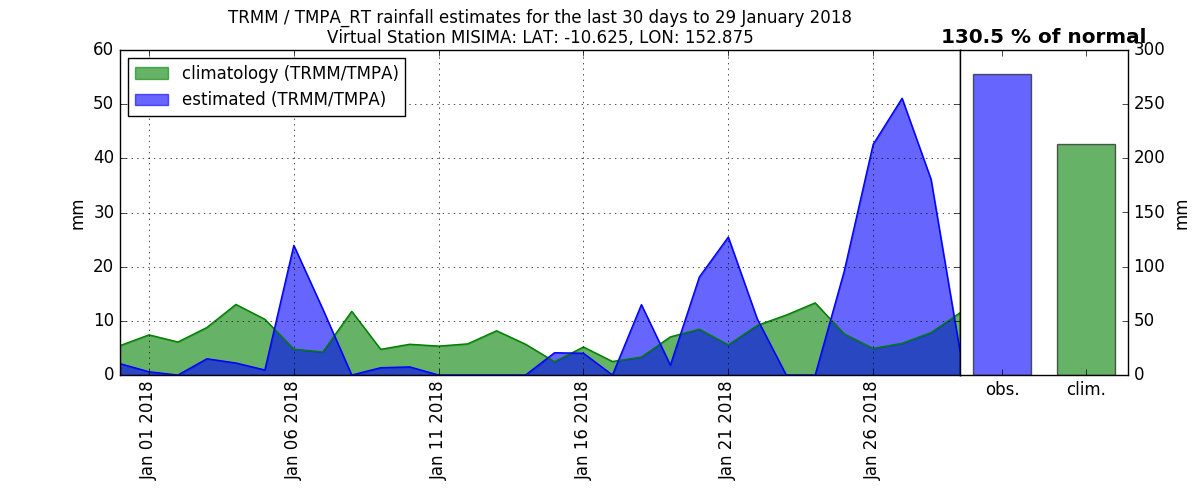 TRMM / TMPA_RT rainfall estimates for the last 30 days to 29 January 2018
Virtual Station MISIMA: LAT: -10.625, LON: 152.875
130.5 % of normal
climatology (TRMM/TMPA)
estimated (TRMM/TMPA)
60
50
40
30
20
10
0
mm
Jan 01 2018
Jan 06 2018
Jan 11 2018
Jan 16 2018
Jan 21 2018
Jan 26 2018
300
250
200
150
100
50
0
mm
obs.
clim.